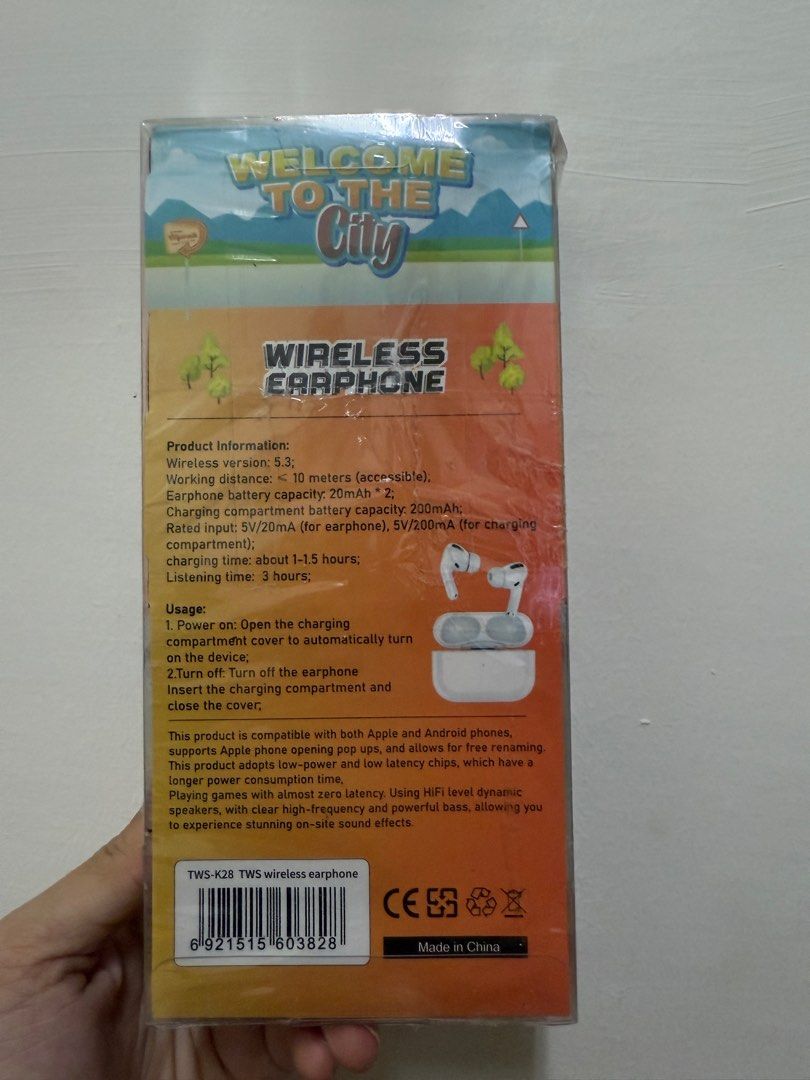 WELCOME
TO THE
City
WIRELESS
EARPHONE
Product Information:
Wireless version: 5.3;
Working distance: ≤ 10 meters (accessible);
Earphone battery capacity: 20mAh * 2;
Charging compartment battery capacity: 200mAh;
Rated input: 5V/20mA (for earphone), 5V/200mA (for charging
compartment);
charging time: about 1-1.5 hours;
Listening time: 3 hours;
Usage:
1. Power on: Open the charging
compartment cover to automatically turn
on the device;
2.Turn off: Turn off the earphone
Insert the charging compartment and
close the cover;
This product is compatible with both Apple and Android phones,
supports Apple phone opening pop ups, and allows for free renaming.
This product adopts low-power and low latency chips, which have a
longer power consumption time,
Playing games with almost zero latency. Using HiFi level dynamic
speakers, with clear high-frequency and powerful bass, allowing you
to experience stunning on-site sound effects.
TWS-K28 TWS wireless earphone
6 921515 603828
CE
Made in China